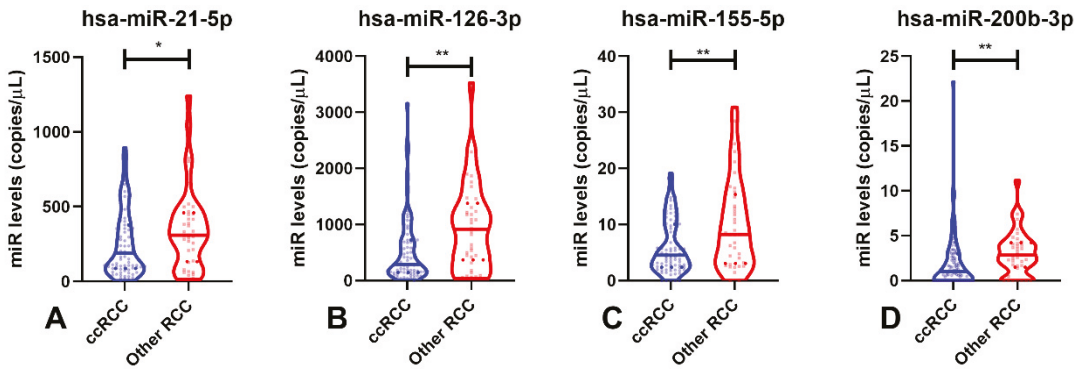 hsa-miR-21-5p
miR levels (copies/μL)
1500
1000
500
0
*
ccRCC
Other RCC
A
hsa-miR-126-3p
miR levels (copies/μL)
4000
3000
2000
1000
0
**
ccRCC
Other RCC
B
hsa-miR-155-5p
miR levels (copies/μL)
40
30
20
10
0
**
ccRCC
Other RCC
C
hsa-miR-200b-3p
miR levels (copies/μL)
25
20
15
10
5
0
**
ccRCC
Other RCC
D